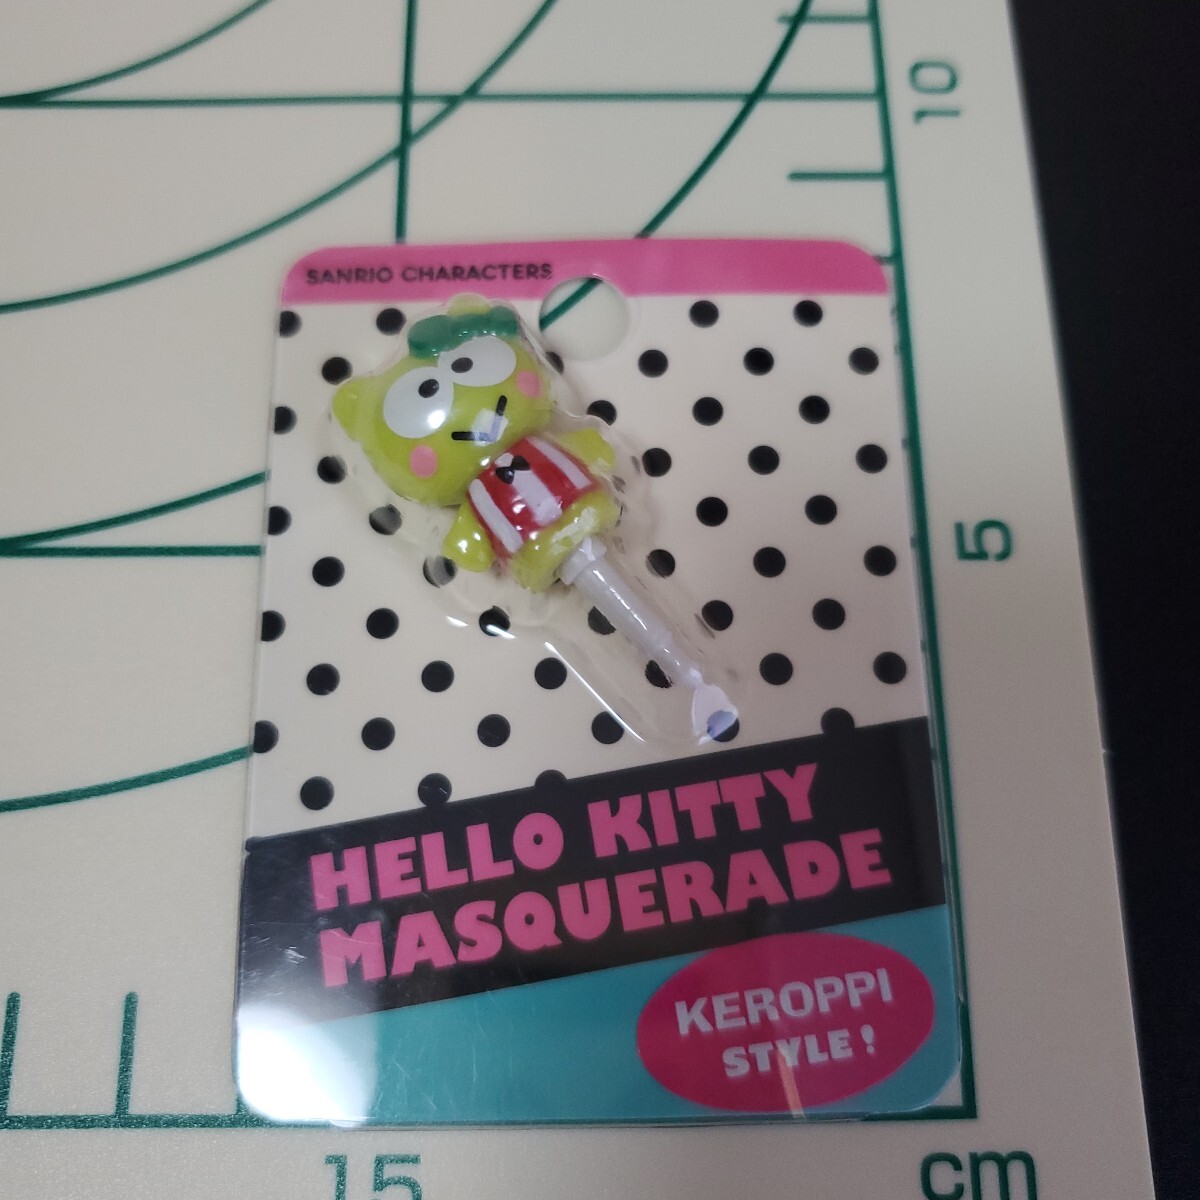 10
SANRIO CHARACTERS
5
HELLO KITTY
MASQUERADE
KEROPPI
STYLE!
15
cm